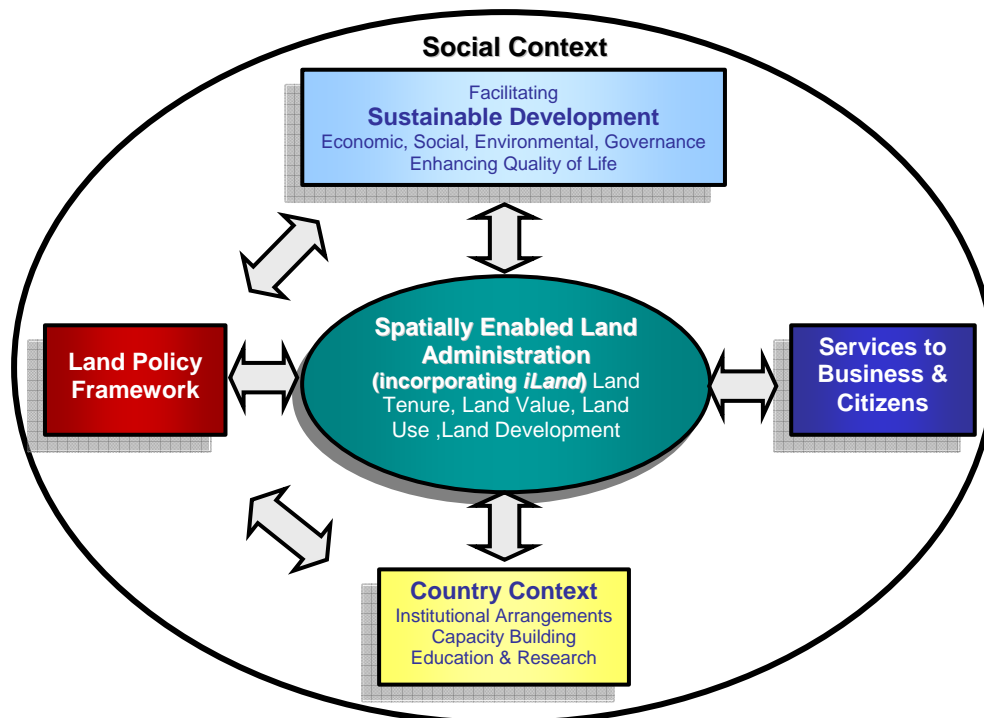 Social Context
Facilitating
Sustainable Development
Economic, Social, Environmental, Governance
Enhancing Quality of Life
Land Policy
Framework
Spatially Enabled Land
Administration
(incorporating iLand) Land
Tenure, Land Value, Land
Use ,Land Development
Services to
Business &
Citizens
Country Context
Institutional Arrangements
Capacity Building
Education & Research